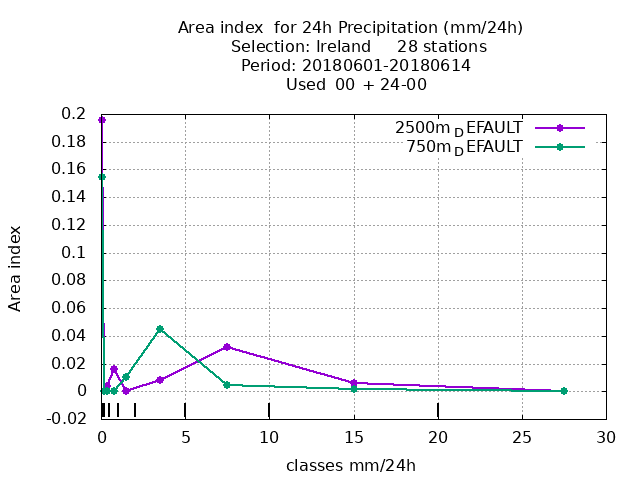 Area index for 24h Precipitation (mm/24h)
Selection: Ireland 28 stations
Period: 20180601-20180614
Used 00 + 24-00
2500m_DEFAULT
750m_DEFAULT
0.2
0.18
0.16
0.14
0.12
0.1
0.08
0.06
0.04
0.02
0
-0.02
Area index
0 5 10 15 20 25 30
classes mm/24h